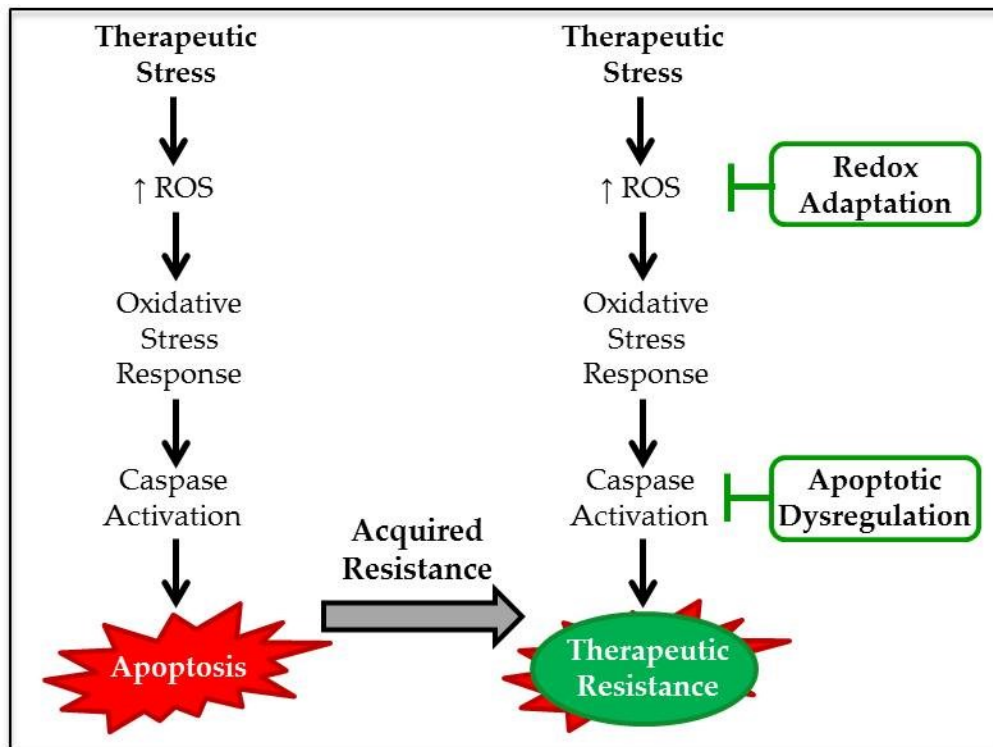 Therapeutic
Stress
↑ ROS
Oxidative
Stress
Response
Caspase
Activation
Apoptosis
Acquired
Resistance
Therapeutic
Stress
↑ ROS
Oxidative
Stress
Response
Caspase
Activation
Therapeutic
Resistance
Redox
Adaptation
Apoptotic
Dysregulation